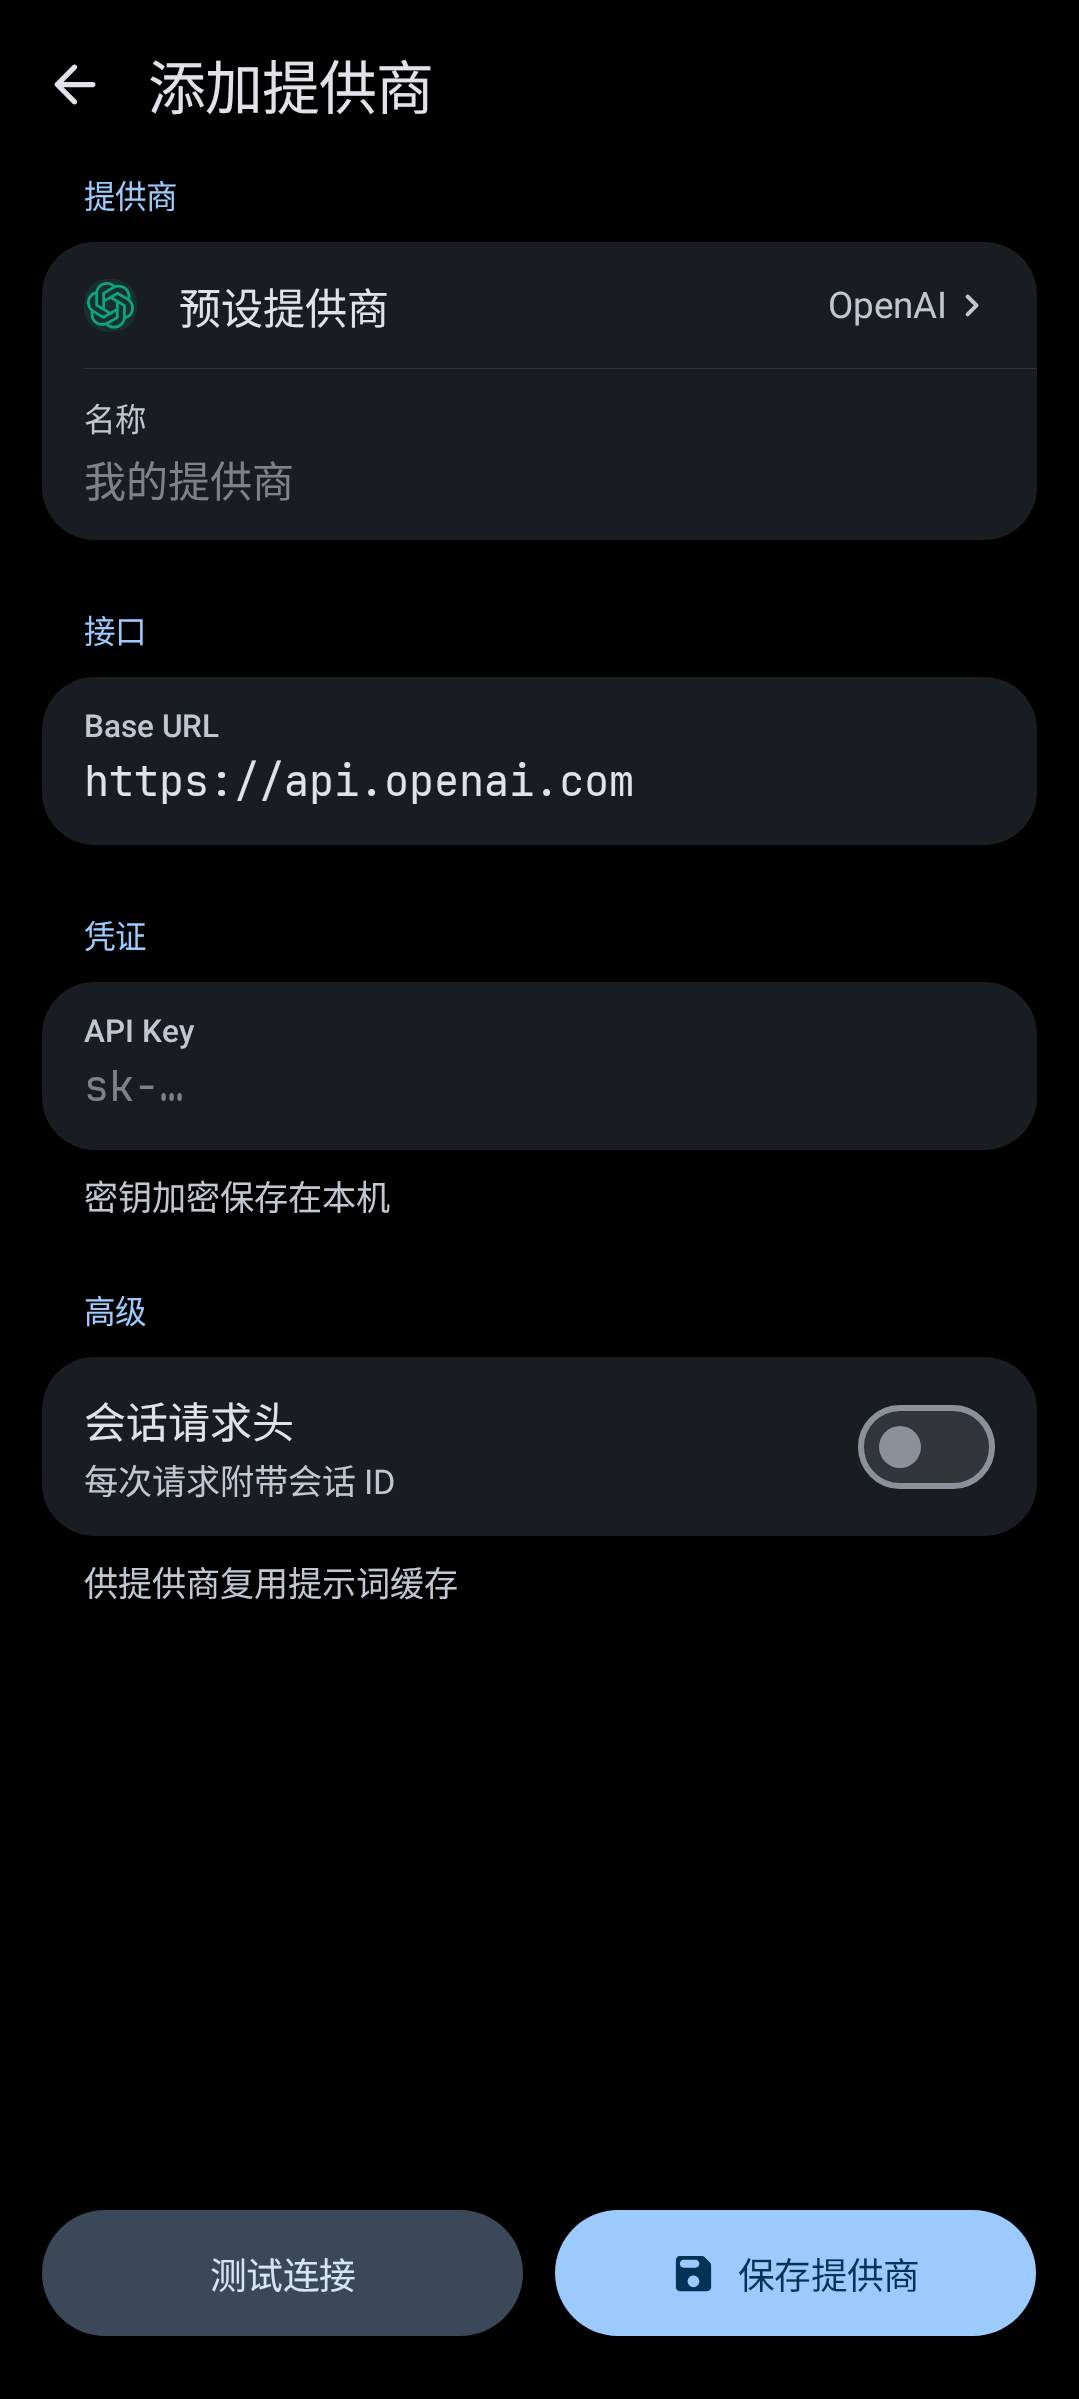 添加提供商
提供商
预设提供商 OpenAI
名称
我的提供商
接口
Base URL
https://api.openai.com
凭证
API Key
sk-…
密钥加密保存在本机
高级
会话请求头
每次请求附带会话 ID
供提供商复用提示词缓存
测试连接 保存提供商